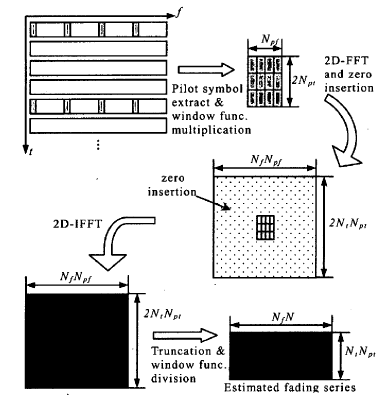 f
N_pf
2N_pt
2D-FFT
and zero
insertion
Pilot symbol
extract &
window func.
multiplication
t
N_f N_pf
zero
insertion
2N_t N_pt
2D-IFFT
N_f N_pf
2N_t N_pt
N_f N
N_t N_pt
Truncation &
window func.
division
Estimated fading series